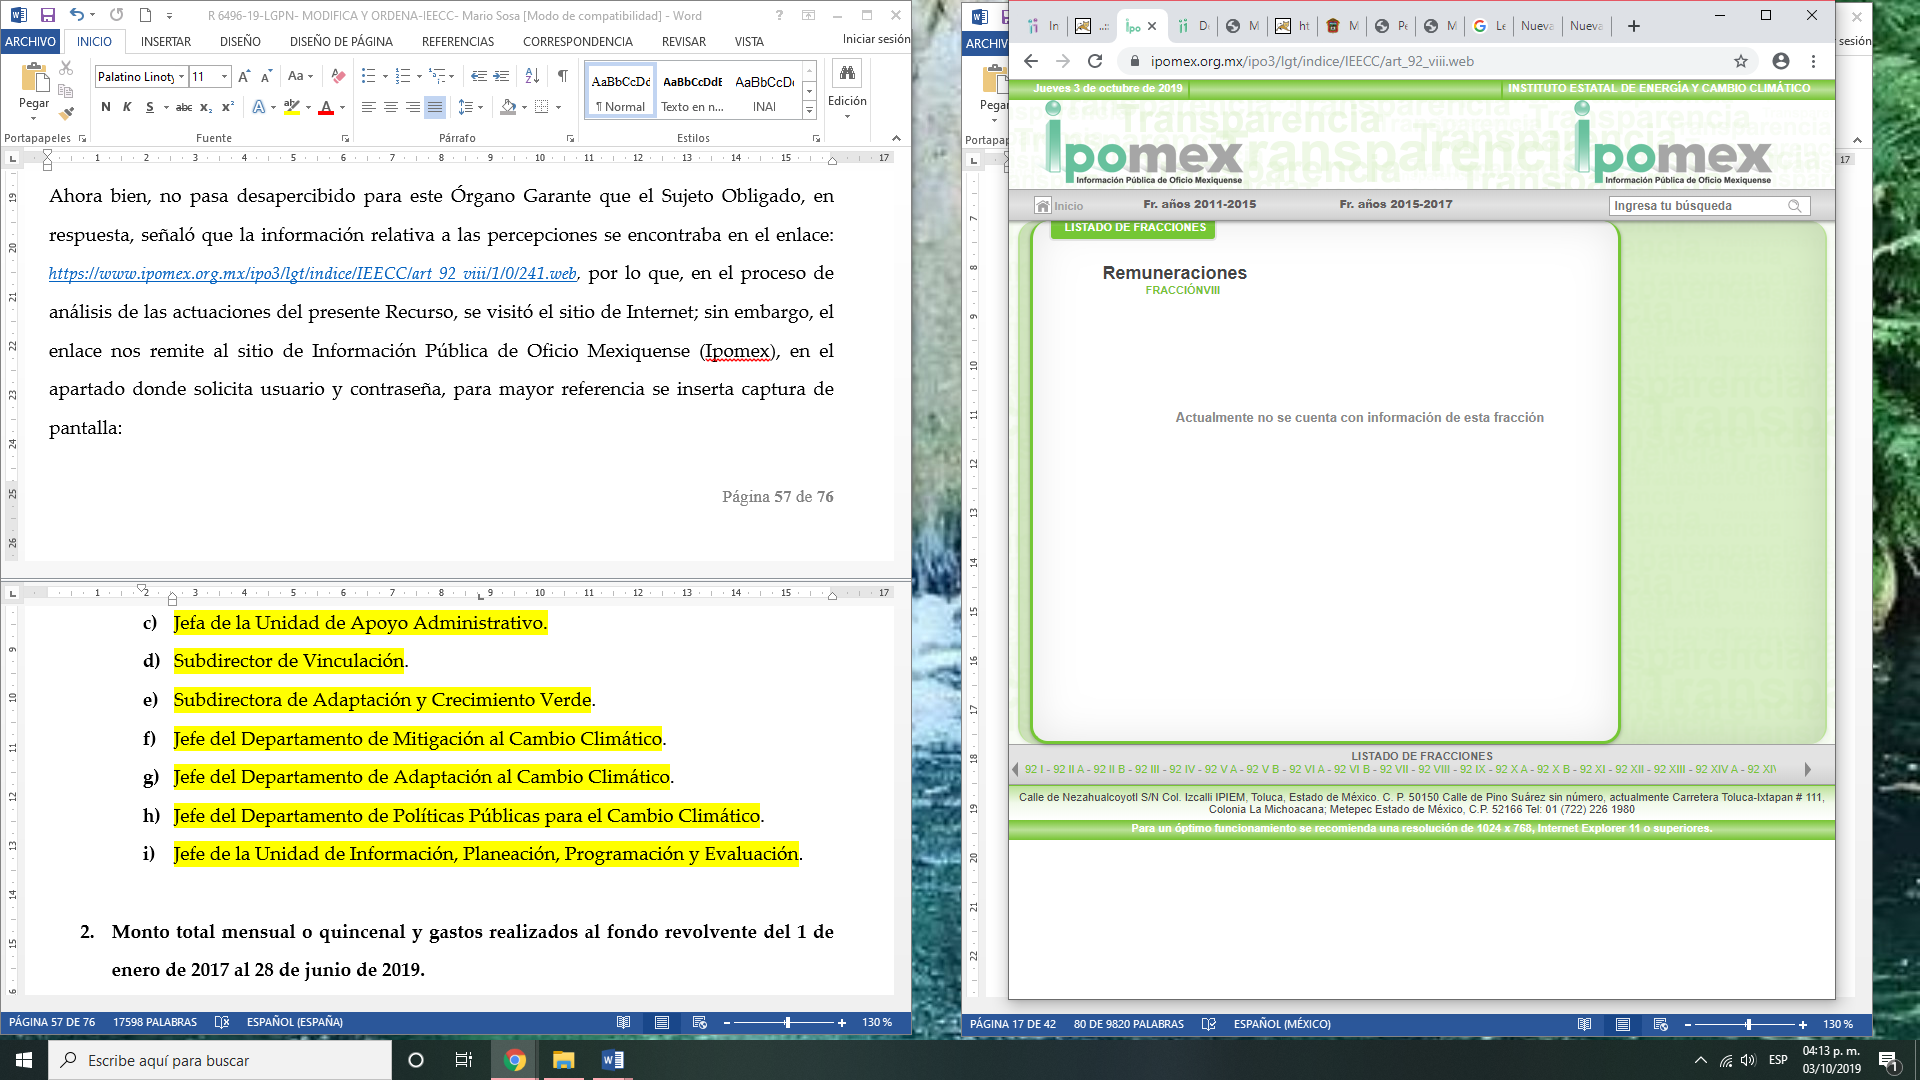 R 6496-19-LGPN- MODIFICA Y ORDENA-IEECC- Mario Sosa [Modo de compatibilidad] - Word
ARCHIVO INICIO INSERTAR DISEÑO DISEÑO DE PÁGINA REFERENCIAS CORRESPONDENCIA REVISAR VISTA Iniciar sesión
Pegar
Palatino Linoty 11
Aa
N K S abc x₂ x²
AaBbCcDc AaBbCcDdE AaBbCcDc
¶ Normal Texto en n... INAI
Edición
Portapapeles Fuente Párrafo Estilos
Ahora bien, no pasa desapercibido para este Órgano Garante que el Sujeto Obligado, en
respuesta, señaló que la información relativa a las percepciones se encontraba en el enlace:
https://www.ipomex.org.mx/ipo3/lgt/indice/IEECC/art_92_viii/1/0/241.web, por lo que, en el proceso de
análisis de las actuaciones del presente Recurso, se visitó el sitio de Internet; sin embargo, el
enlace nos remite al sitio de Información Pública de Oficio Mexiquense (Ipomex), en el
apartado donde solicita usuario y contraseña, para mayor referencia se inserta captura de
pantalla:
Página 57 de 76
c) Jefa de la Unidad de Apoyo Administrativo.
d) Subdirector de Vinculación.
e) Subdirectora de Adaptación y Crecimiento Verde.
f) Jefe del Departamento de Mitigación al Cambio Climático.
g) Jefe del Departamento de Adaptación al Cambio Climático.
h) Jefe del Departamento de Políticas Públicas para el Cambio Climático.
i) Jefe de la Unidad de Información, Planeación, Programación y Evaluación.
2. Monto total mensual o quincenal y gastos realizados al fondo revolvente del 1 de
enero de 2017 al 28 de junio de 2019.
PÁGINA 57 DE 76 17598 PALABRAS ESPAÑOL (ESPAÑA) 130 %
ipomex.org.mx/ipo3/lgt/indice/IEECC/art_92_viii.web
Jueves 3 de octubre de 2019 INSTITUTO ESTATAL DE ENERGÍA Y CAMBIO CLIMÁTICO
Transparencia
ipomex ipomex
Información Pública de Oficio Mexiquense Información Pública de Oficio Mexiquense
Inicio Fr. años 2011-2015 Fr. años 2015-2017 Ingresa tu búsqueda
LISTADO DE FRACCIONES
Remuneraciones
FRACCIÓNVIII
Actualmente no se cuenta con información de esta fracción
LISTADO DE FRACCIONES
92 I - 92 II A - 92 II B - 92 III - 92 IV - 92 V A - 92 V B - 92 VI A - 92 VI B - 92 VII - 92 VIII - 92 IX - 92 X A - 92 X B - 92 XI - 92 XII - 92 XIII - 92 XIV A - 92 XIV
Calle de Nezahualcoyotl S/N Col. Izcalli IPIEM, Toluca, Estado de México. C. P. 50150 Calle de Pino Suárez sin número, actualmente Carretera Toluca-Ixtapan # 111,
Colonia La Michoacana; Metepec Estado de México, C.P. 52166 Tel: 01 (722) 226 1980
Para un óptimo funcionamiento se recomienda una resolución de 1024 x 768, Internet Explorer 11 o superiores.
PÁGINA 17 DE 42 80 DE 9820 PALABRAS ESPAÑOL (MÉXICO) 130 %
Escribe aquí para buscar
ESP
04:13 p. m.
03/10/2019